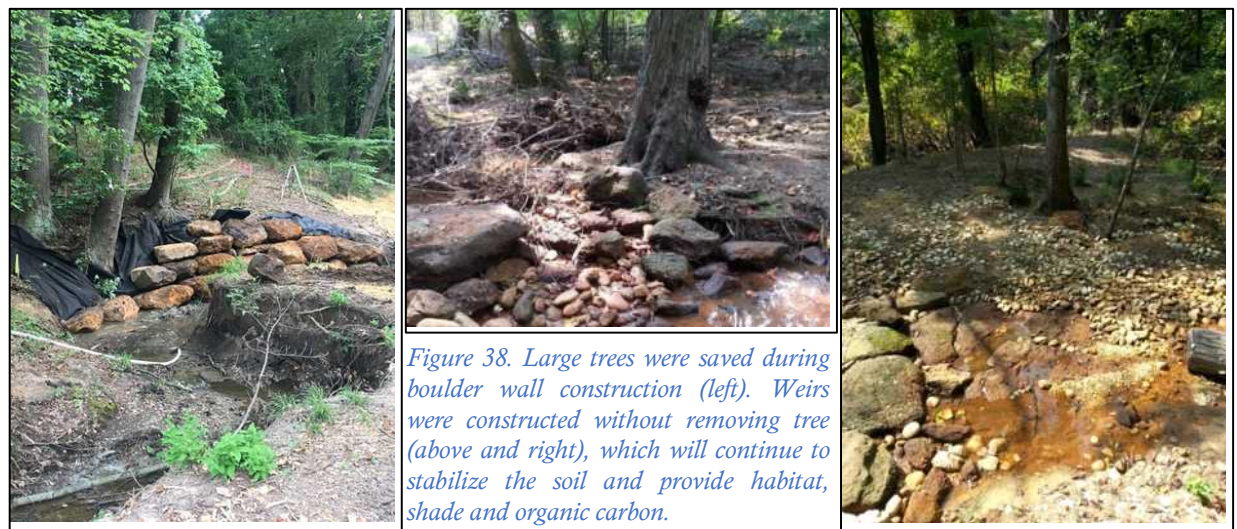 Figure 38. Large trees were saved during
boulder wall construction (left). Weirs
were constructed without removing tree
(above and right), which will continue to
stabilize the soil and provide habitat,
shade and organic carbon.